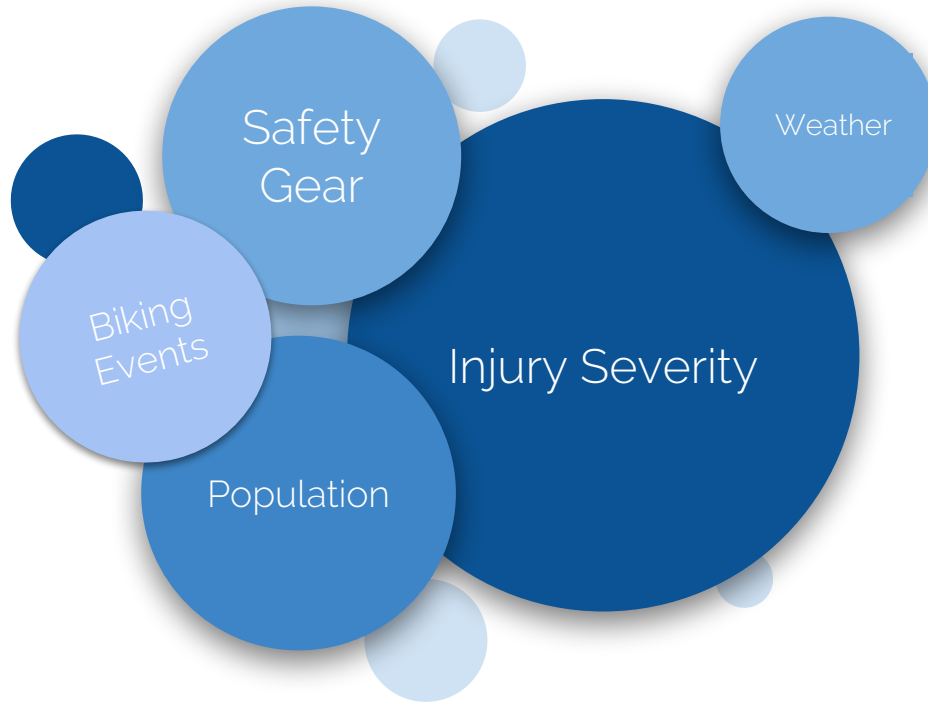 Safety
Gear
Weather
Biking
Events
Injury Severity
Population